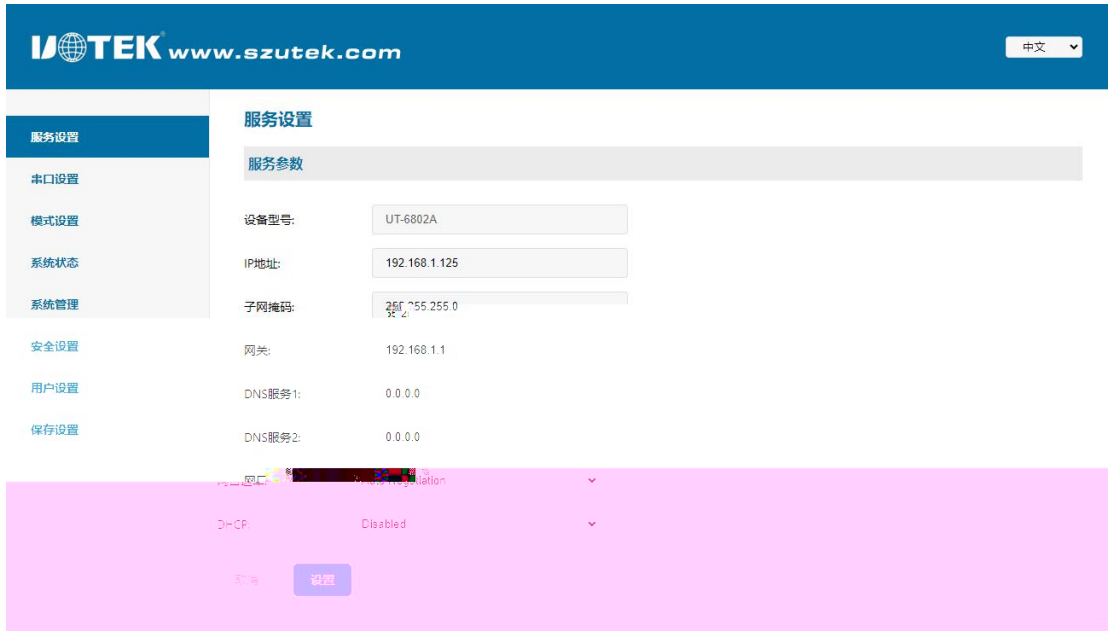 UOTEK www.szutek.com
中文
服务设置
串口设置
模式设置
系统状态
系统管理
安全设置
用户设置
保存设置
服务设置
服务参数
设备型号: UT-6802A
IP地址: 192.168.1.125
子网掩码: 255.255.0
网关: 192.168.1.1
DNS服务1: 0.0.0.0
DNS服务2: 0.0.0.0
DHCP: Disabled
设置